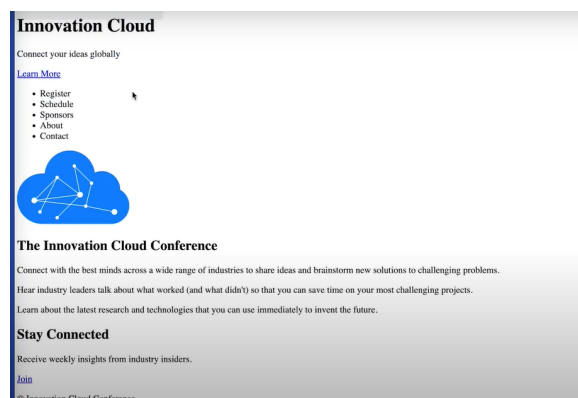 Innovation Cloud
Connect your ideas globally
Learn More
• Register
• Schedule
• Sponsors
• About
• Contact
The Innovation Cloud Conference
Connect with the best minds across a wide range of industries to share ideas and brainstorm new solutions to challenging problems.
Hear industry leaders talk about what worked (and what didn't) so that you can save time on your most challenging projects.
Learn about the latest research and technologies that you can use immediately to invent the future.
Stay Connected
Receive weekly insights from industry insiders.
Join
© Innovation Cloud Conference